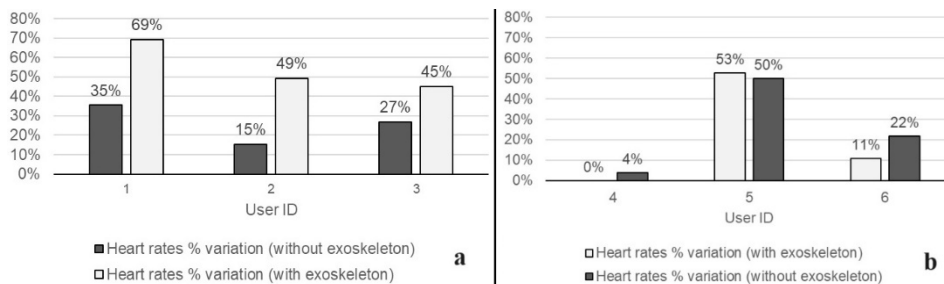 80%
70%
60%
50%
40%
30%
20%
10%
0%
69%
35%
49%
15%
45%
27%
1 2 3
User ID
Heart rates % variation (without exoskeleton)
Heart rates % variation (with exoskeleton)
a
80%
70%
60%
50%
40%
30%
20%
10%
0%
0% 4%
53% 50%
11% 22%
4 5 6
User ID
Heart rates % variation (with exoskeleton)
Heart rates % variation (without exoskeleton)
b